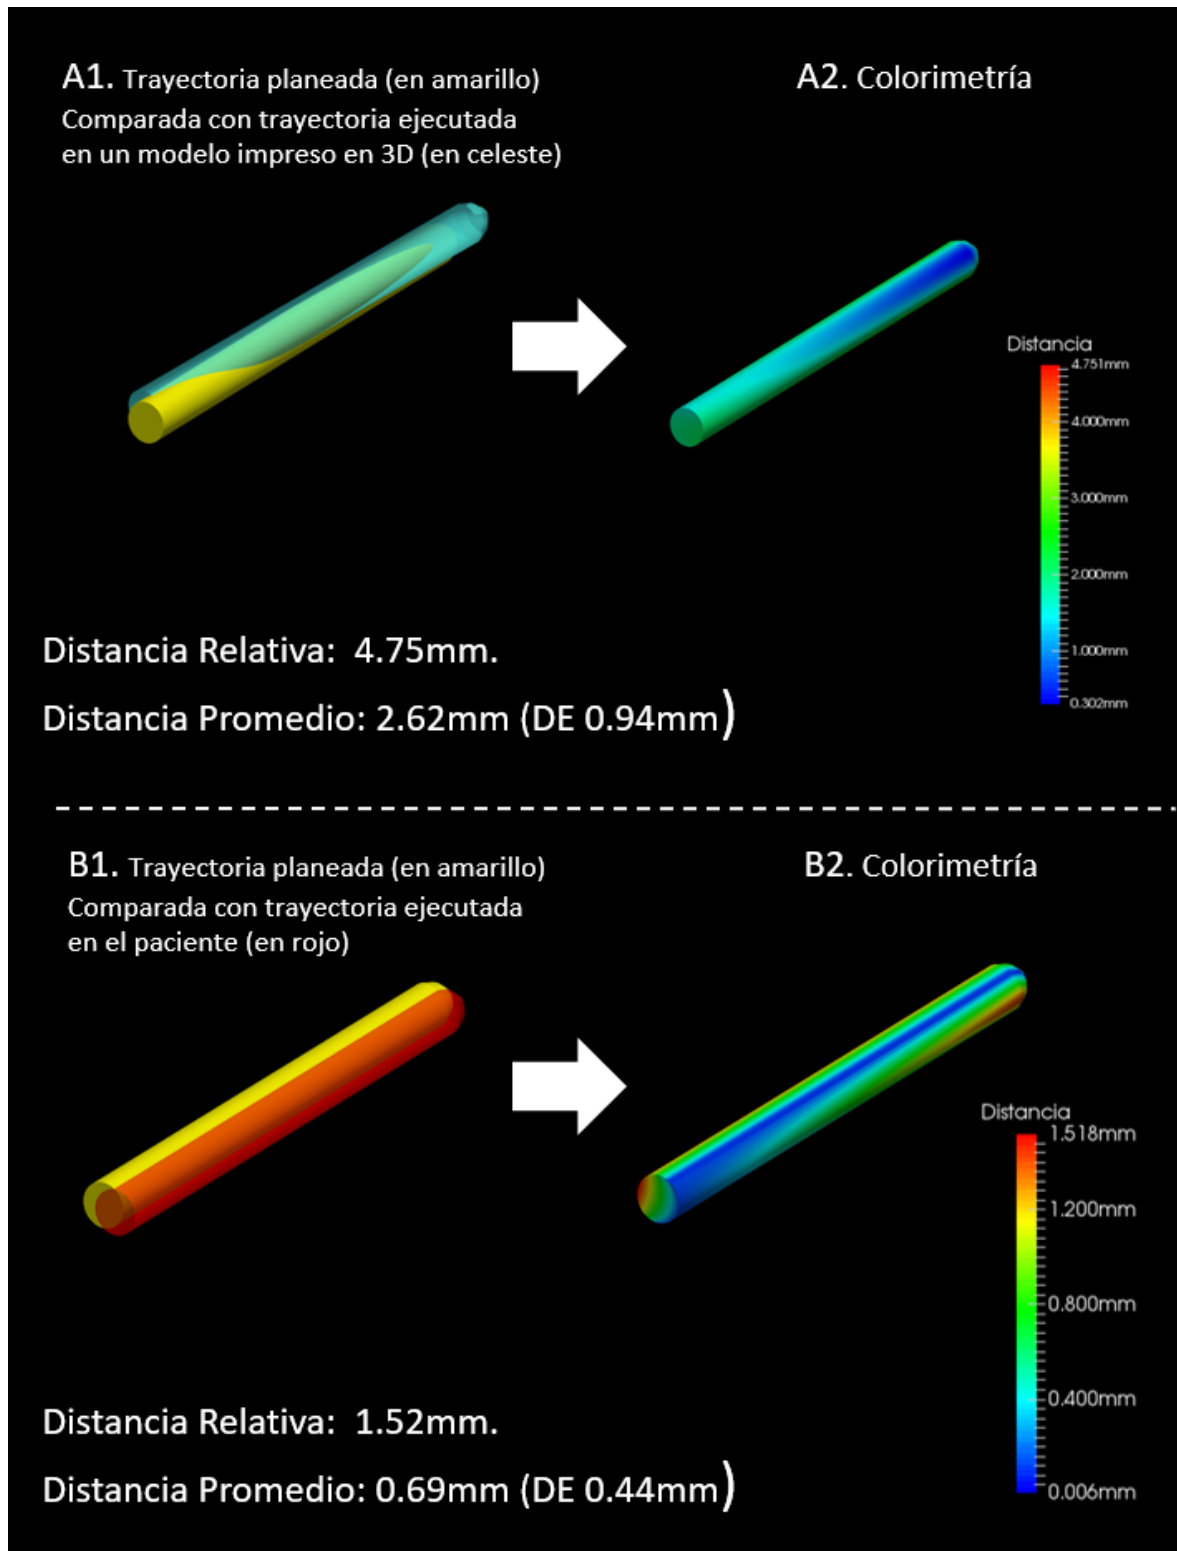 A1. Trayectoria planeada (en amarillo)
Comparada con trayectoria ejecutada
en un modelo impreso en 3D (en celeste)
A2. Colorimetría
Distancia
4.751mm
4.000mm
3.000mm
2.000mm
1.000mm
0.302mm
Distancia Relativa: 4.75mm.
Distancia Promedio: 2.62mm (DE 0.94mm)
B1. Trayectoria planeada (en amarillo)
Comparada con trayectoria ejecutada
en el paciente (en rojo)
B2. Colorimetría
Distancia
1.518mm
1.200mm
0.800mm
0.400mm
0.006mm
Distancia Relativa: 1.52mm.
Distancia Promedio: 0.69mm (DE 0.44mm)